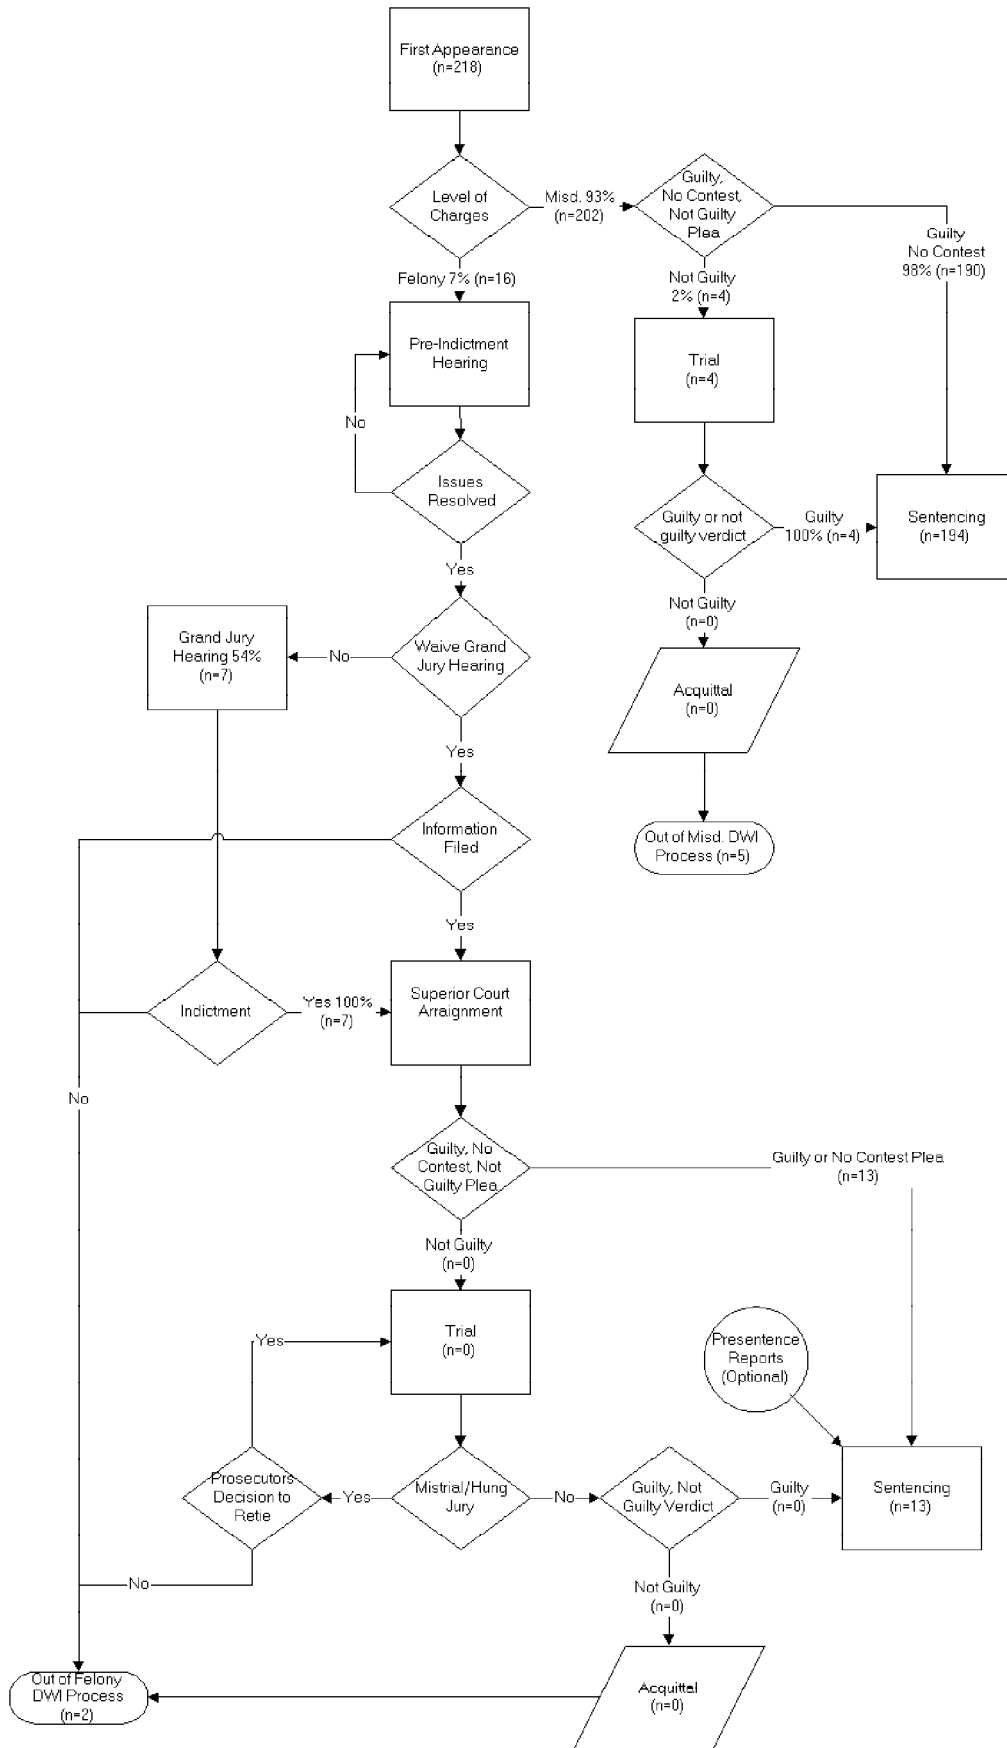 First Appearance
(n=218)
Level of
Charges
Misd. 93%
(n=202)
Guilty,
No Contest,
Not Guilty
Plea
Guilty
No Contest
98% (n=190)
Felony 7% (n=16)
Not Guilty
2% (n=4)
Pre-Indictment
Hearing
Trial
(n=4)
No
Issues
Resolved
Guilty or not
guilty verdict
Guilty
100% (n=4)
Sentencing
(n=194)
Yes
Not Guilty
(n=0)
Grand Jury
Hearing 54%
(n=7)
No
Waive Grand
Jury Hearing
Acquittal
(n=0)
Yes
Information
Filed
Out of Misd. DWI
Process (n=5)
Yes
Indictment
Yes 100%
(n=7)
Superior Court
Arraignment
No
Guilty, No
Contest, Not
Guilty Plea
Guilty or No Contest Plea
(n=13)
Not Guilty
(n=0)
Yes
Trial
(n=0)
Presentence
Reports
(Optional)
Prosecutors
Decision to
Retie
Yes
Mistrial/Hung
Jury
No
Guilty, Not
Guilty Verdict
Guilty
(n=0)
Sentencing
(n=13)
No
Not Guilty
(n=0)
Out of Felony
DWI Process
(n=2)
Acquittal
(n=0)